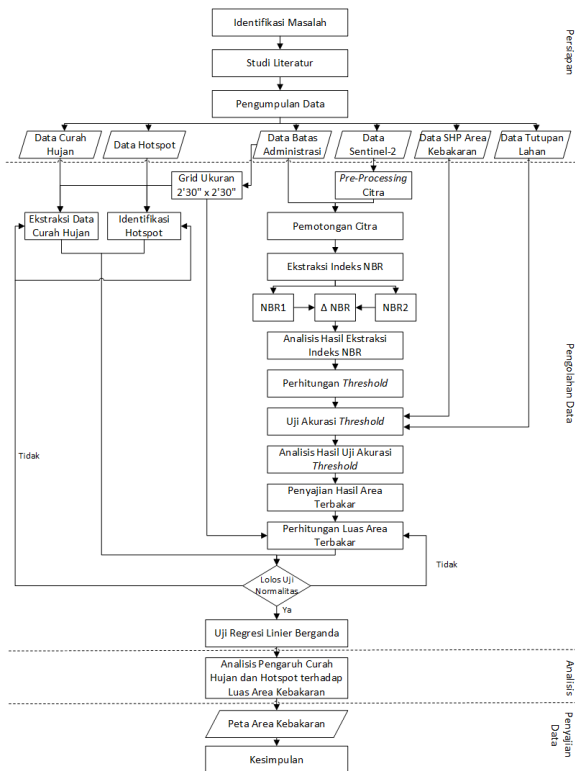 Identifikasi Masalah
Persiapan
Studi Literatur
Pengumpulan Data
Data Curah
Hujan
Data Hotspot
Data Batas
Administrasi
Data
Sentinel-2
Data SHP Area
Kebakaran
Data Tutupan
Lahan
Grid Ukuran
2'30" x 2'30"
Pre-Processing
Citra
Ekstraksi Data
Curah Hujan
Identifikasi
Hotspot
Pemotongan Citra
Ekstraksi Indeks NBR
NBR1
Δ NBR
NBR2
Analisis Hasil Ekstraksi
Indeks NBR
Pengolahan Data
Perhitungan Threshold
Uji Akurasi Threshold
Analisis Hasil Uji Akurasi
Threshold
Tidak
Penyajian Hasil Area
Terbakar
Perhitungan Luas Area
Terbakar
Tidak
Lolos Uji
Normalitas
Ya
Uji Regresi Linier Berganda
Analisis Pengaruh Curah
Hujan dan Hotspot terhadap
Luas Area Kebakaran
Analisis
Peta Area Kebakaran
Penyajian
Data
Kesimpulan